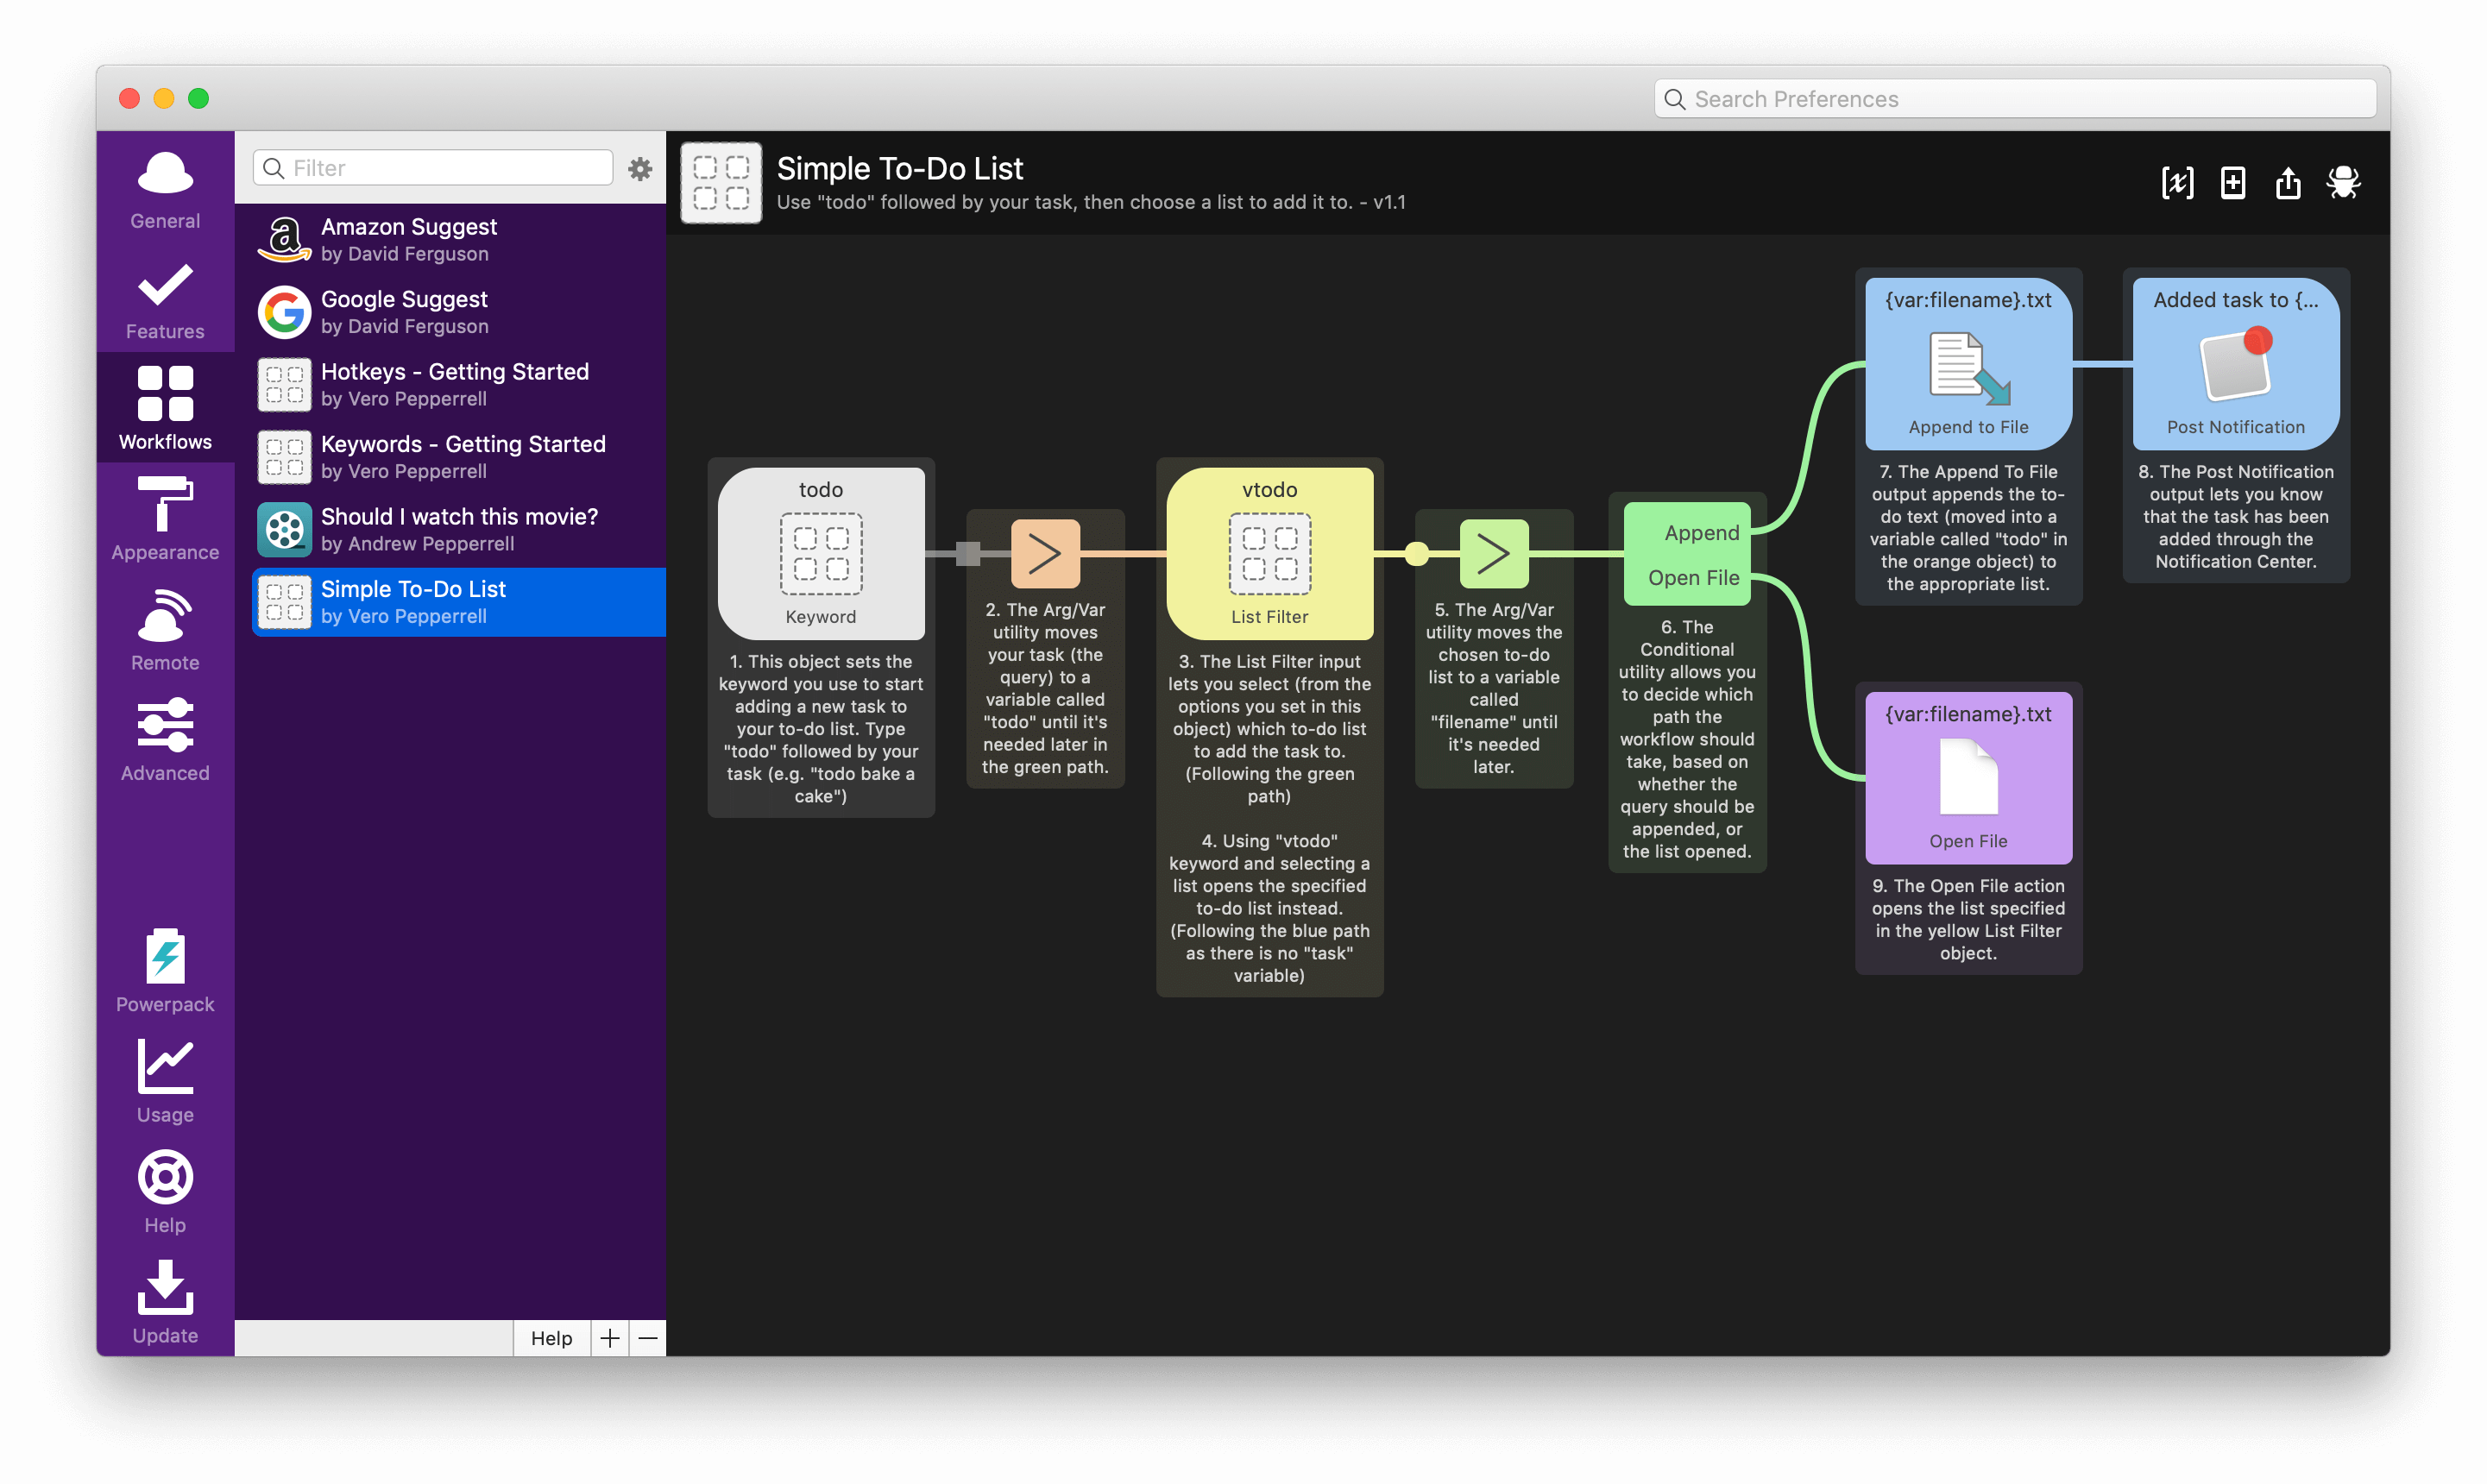 Search Preferences
General
Features
Workflows
Appearance
Remote
Advanced
Powerpack
Usage
Help
Update
Filter
Amazon Suggest
by David Ferguson
Google Suggest
by David Ferguson
Hotkeys - Getting Started
by Vero Pepperrell
Keywords - Getting Started
by Vero Pepperrell
Should I watch this movie?
by Andrew Pepperrell
Simple To-Do List
by Vero Pepperrell
Help
Simple To-Do List
Use "todo" followed by your task, then choose a list to add it to. - v1.1
todo
Keyword
1. This object sets the
keyword you use to start
adding a new task to
your to-do list. Type
"todo" followed by your
task (e.g. "todo bake a
cake")
2. The Arg/Var
utility moves
your task (the
query) to a
variable called
"todo" until it's
needed later in
the green path.
vtodo
List Filter
3. The List Filter input
lets you select (from the
options you set in this
object) which to-do list
to add the task to.
(Following the green
path)
4. Using "vtodo"
keyword and selecting a
list opens the specified
to-do list instead.
(Following the blue path
as there is no "task"
variable)
5. The Arg/Var
utility moves the
chosen to-do
list to a variable
called
"filename" until
it's needed
later.
Append
Open File
6. The
Conditional
utility allows you
to decide which
path the
workflow should
take, based on
whether the
query should be
appended, or
the list opened.
{var:filename}.txt
Append to File
7. The Append To File
output appends the to-
do text (moved into a
variable called "todo" in
the orange object) to
the appropriate list.
Added task to {...
Post Notification
8. The Post Notification
output lets you know
that the task has been
added through the
Notification Center.
{var:filename}.txt
Open File
9. The Open File action
opens the list specified
in the yellow List Filter
object.